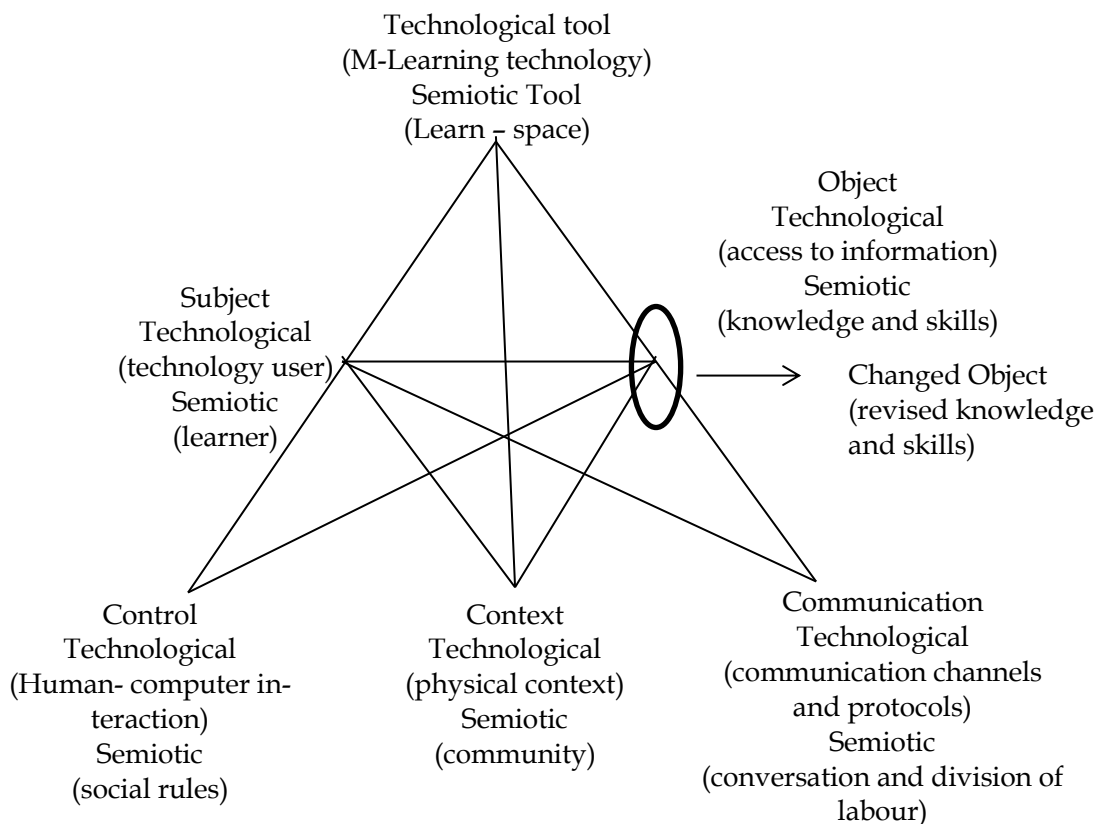 Technological tool
(M-Learning technology)
Semiotic Tool
(Learn – space)
Object
Technological
(access to information)
Semiotic
(knowledge and skills)
Subject
Technological
(technology user)
Semiotic
(learner)
Changed Object
(revised knowledge
and skills)
Control
Technological
(Human- computer in-
teraction)
Semiotic
(social rules)
Context
Technological
(physical context)
Semiotic
(community)
Communication
Technological
(communication channels
and protocols)
Semiotic
(conversation and division of
labour)